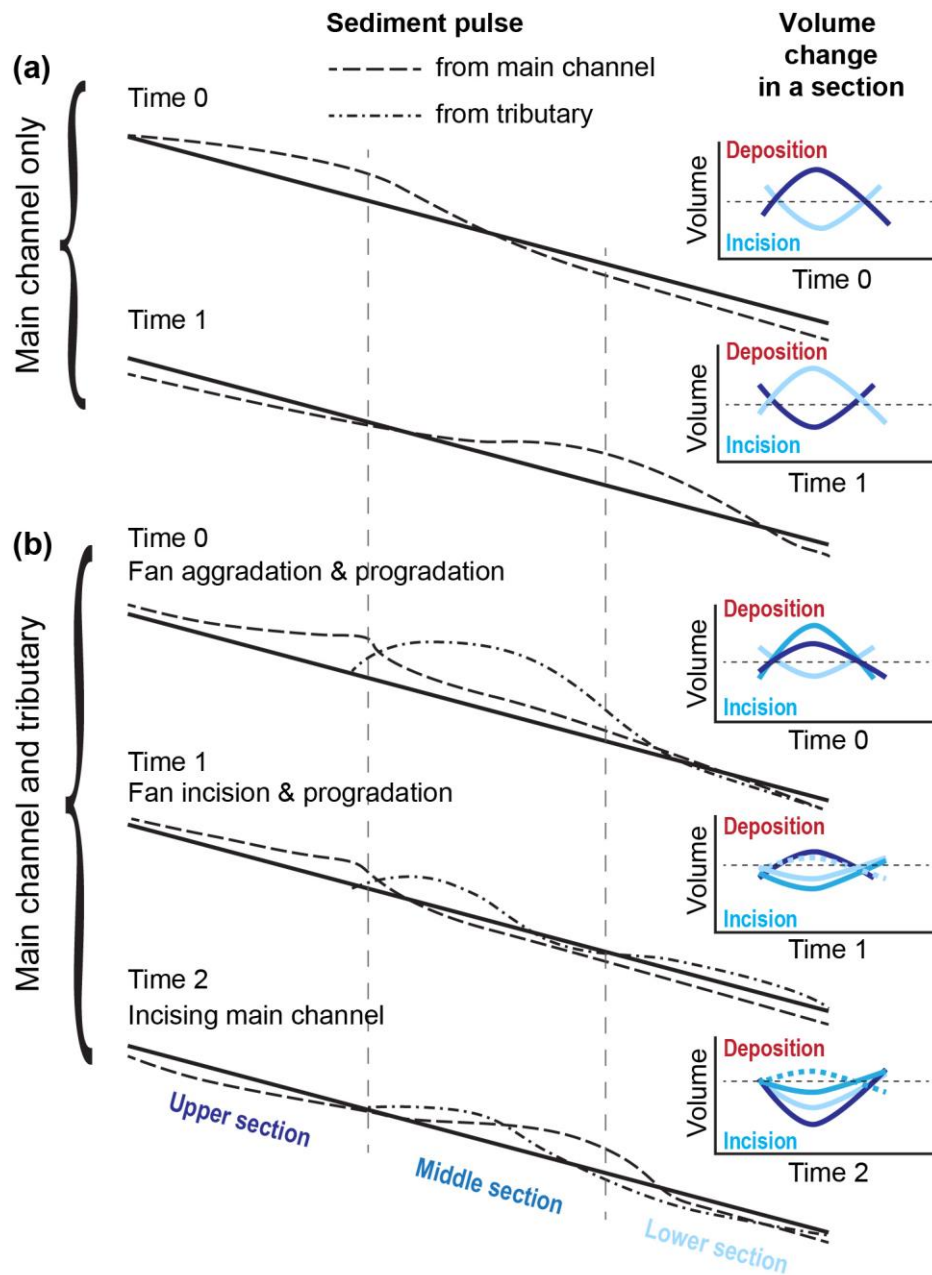 Sediment pulse
from main channel
from tributary
Volume
change
in a section
(a)
Main channel only
Time 0
Deposition
Volume
Incision
Time 0
Time 1
Deposition
Volume
Incision
Time 1
(b)
Main channel and tributary
Time 0
Fan aggradation & progradation
Deposition
Volume
Incision
Time 0
Time 1
Fan incision & progradation
Deposition
Volume
Incision
Time 1
Time 2
Incising main channel
Deposition
Volume
Incision
Time 2
Upper section
Middle section
Lower section